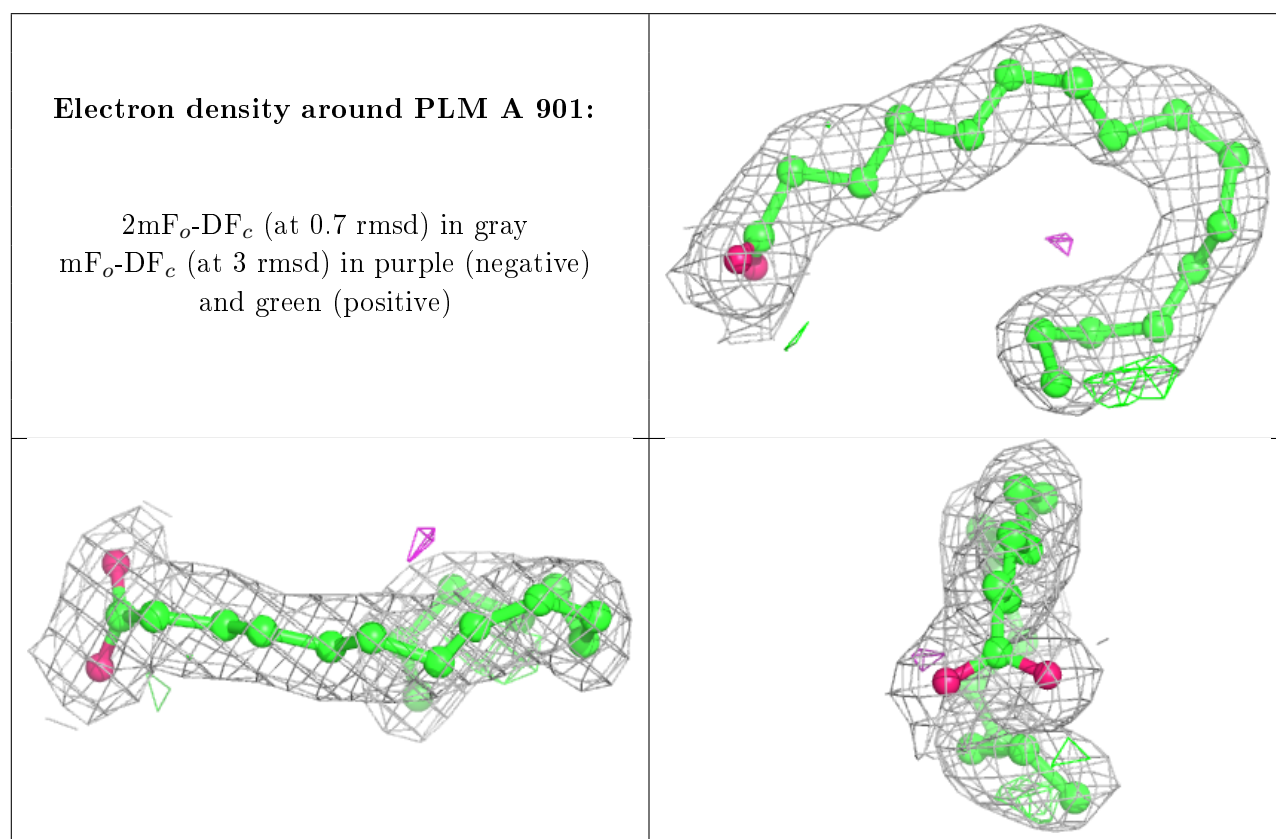 Electron density around PLM A 901:
2mFo-DFc (at 0.7 rmsd) in gray
mFo-DFc (at 3 rmsd) in purple (negative)
and green (positive)